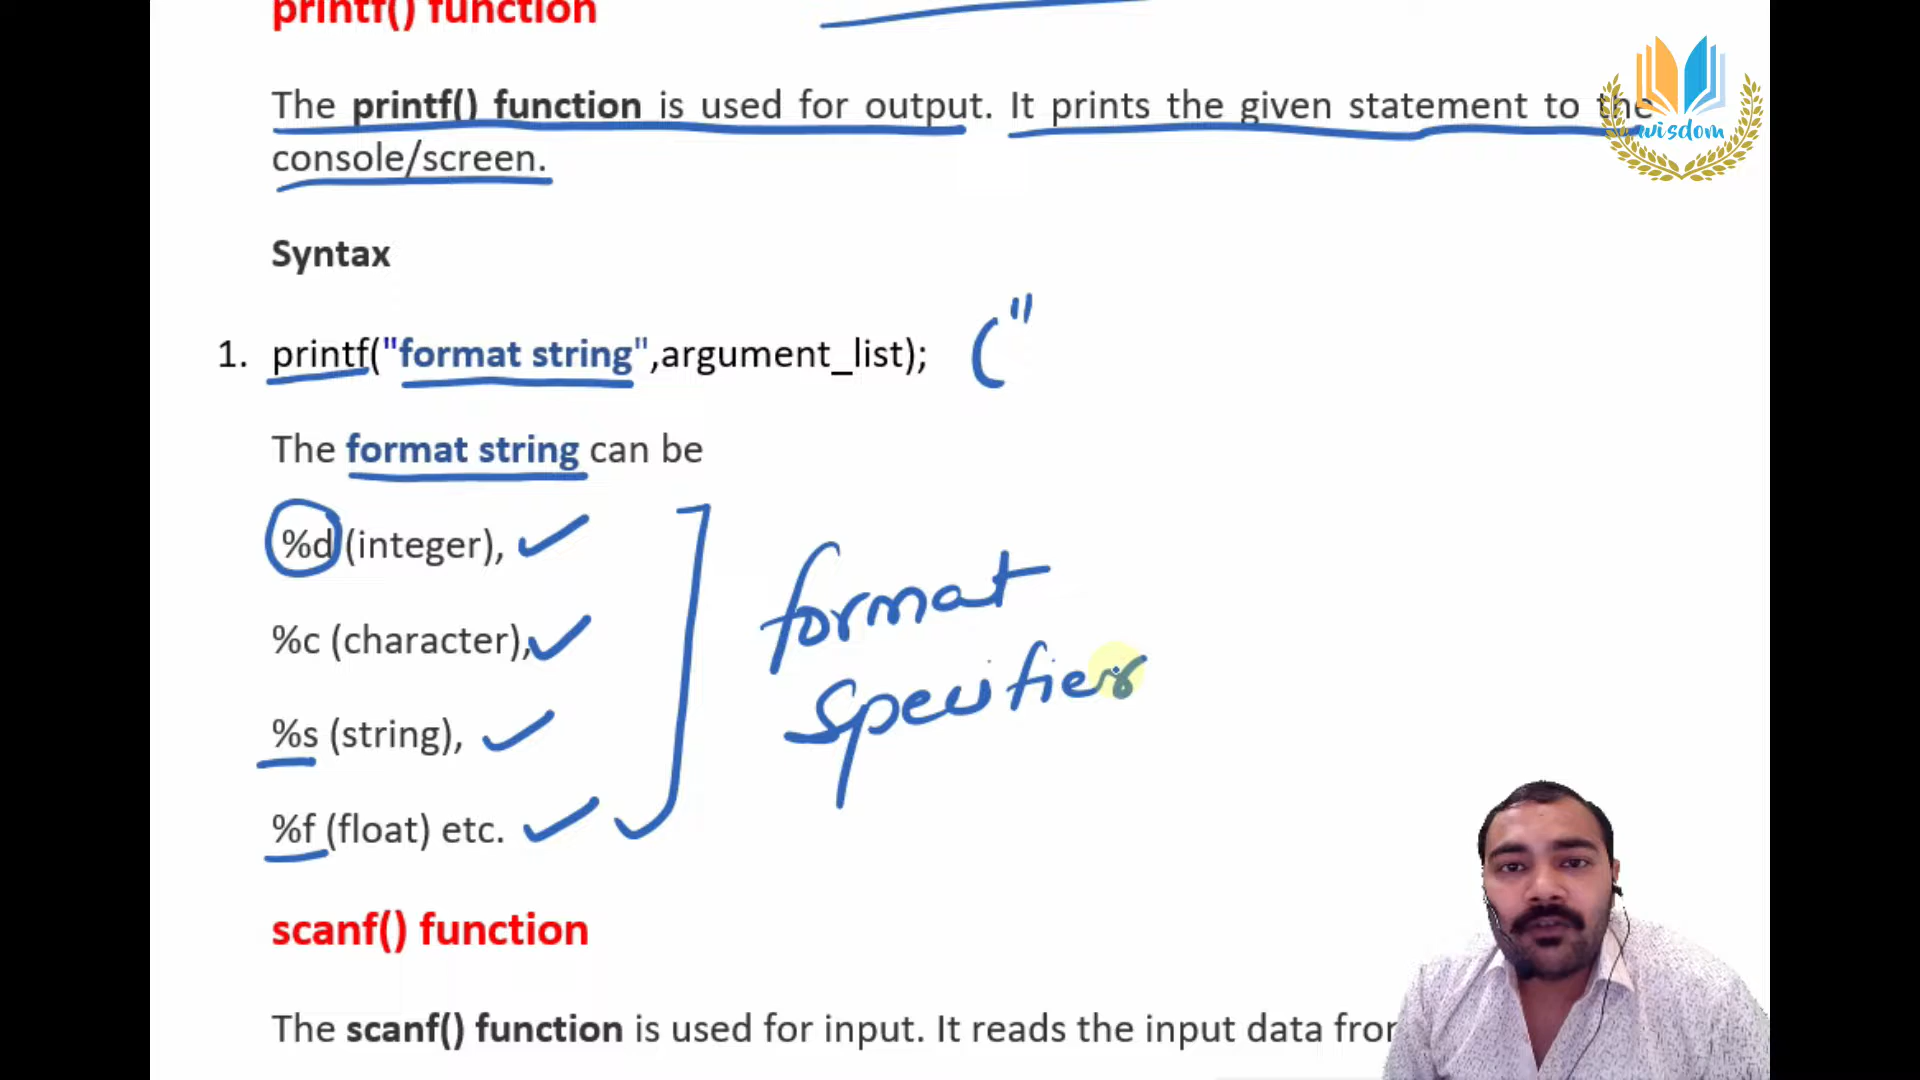 printf() function
wisdom
The printf() function is used for output. It prints the given statement to the
console/screen.
Syntax
1. printf("format string",argument_list); ("
The format string can be
%d (integer),
%c (character),
%s (string),
%f (float) etc.
format
specifier
scanf() function
The scanf() function is used for input. It reads the input data